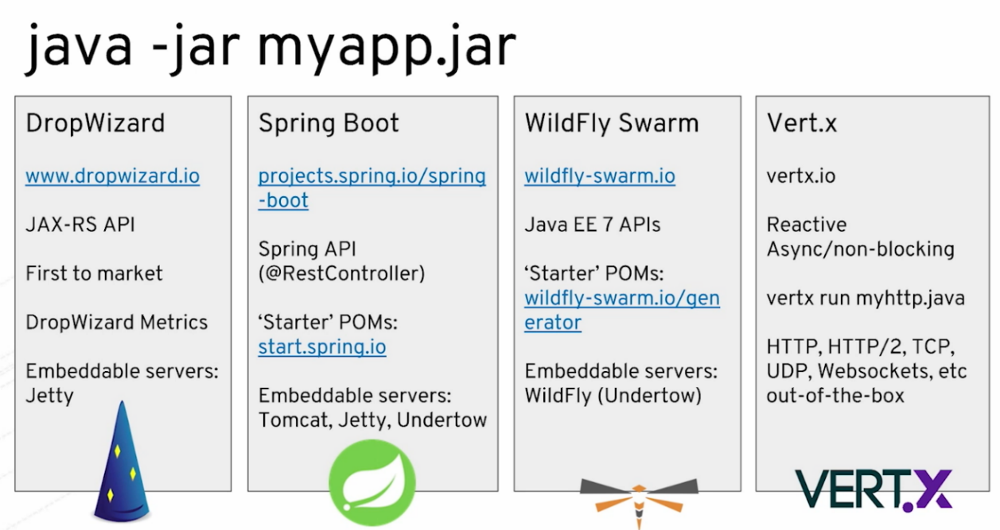 java -jar myapp.jar
DropWizard
www.dropwizard.io
JAX-RS API
First to market
DropWizard Metrics
Embeddable servers:
Jetty
Spring Boot
projects.spring.io/spring
-boot
Spring API
(@RestController)
‘Starter’ POMs:
start.spring.io
Embeddable servers:
Tomcat, Jetty, Undertow
WildFly Swarm
wildfly-swarm.io
Java EE 7 APIs
‘Starter’ POMs:
wildfly-swarm.io/gen
erator
Embeddable servers:
WildFly (Undertow)
Vert.x
vertx.io
Reactive
Async/non-blocking
vertx run myhttp.java
HTTP, HTTP/2, TCP,
UDP, Websockets, etc
out-of-the-box
VERT.X